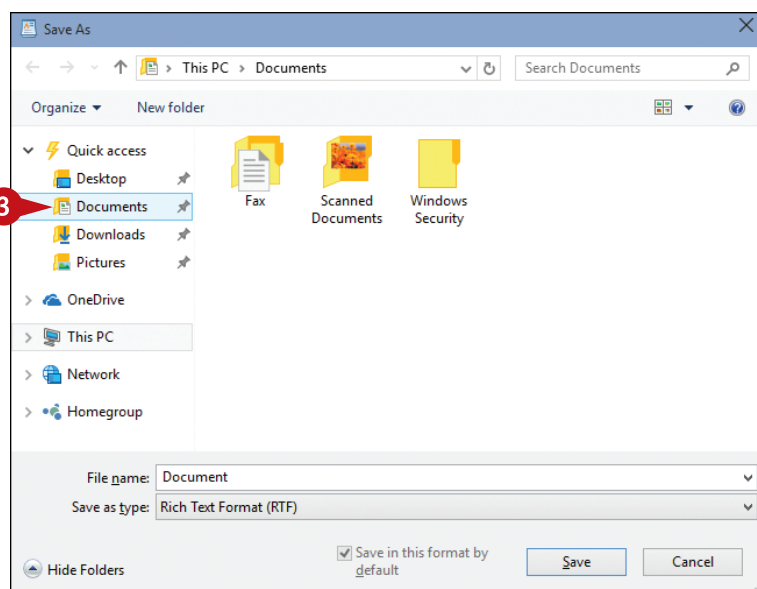 Save As
This PC > Documents
Search Documents
Organize
New folder
Quick access
Desktop
Documents
Downloads
Pictures
OneDrive
This PC
Network
Homegroup
3
Fax
Scanned
Documents
Windows
Security
File name: Document
Save as type: Rich Text Format (RTF)
Save in this format by
default
Save
Cancel
Hide Folders